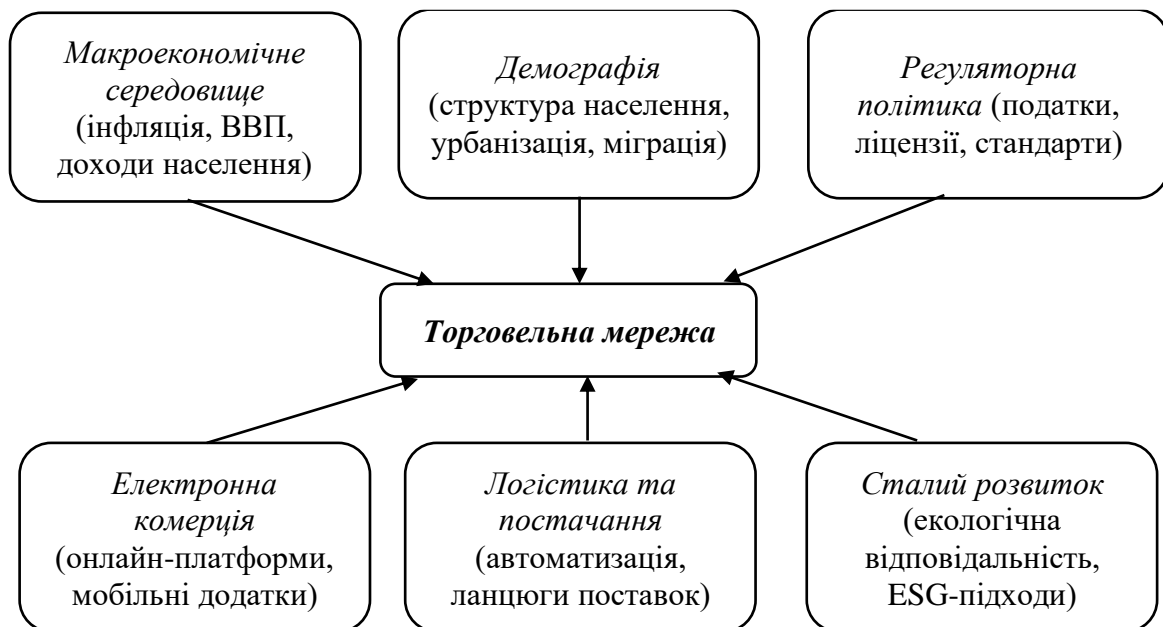 Макроекономічне
середовище
(інфляція, ВВП,
доходи населення)
Демографія
(структура населення,
урбанізація, міграція)
Регуляторна
політика (податки,
ліцензії, стандарти)
Торговельна мережа
Електронна
комерція
(онлайн-платформи,
мобільні додатки)
Логістика та
постачання
(автоматизація,
ланцюги поставок)
Сталий розвиток
(екологічна
відповідальність,
ESG-підходи)